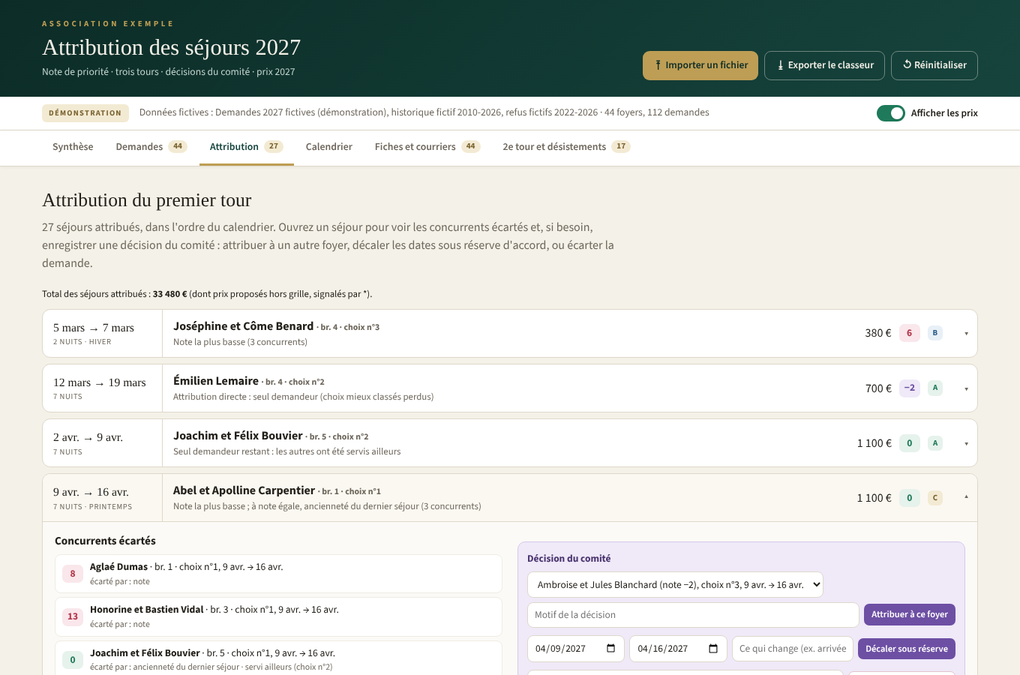 ASSOCIATION EXEMPLE
Attribution des séjours 2027
Note de priorité · trois tours · décisions du comité · prix 2027
Importer un fichier
Exporter le classeur
Réinitialiser
DÉMONSTRATION
Données fictives : Demandes 2027 fictives (démonstration), historique fictif 2010-2026, refus fictifs 2022-2026 · 44 foyers, 112 demandes
Afficher les prix
Synthèse
Demandes 44
Attribution 27
Calendrier
Fiches et courriers 44
2e tour et désistements 17
Attribution du premier tour
27 séjours attribués, dans l'ordre du calendrier. Ouvrez un séjour pour voir les concurrents écartés et, si besoin,
enregistrer une décision du comité : attribuer à un autre foyer, décaler les dates sous réserve d'accord, ou écarter la
demande.
Total des séjours attribués : 33 480 € (dont prix proposés hors grille, signalés par *).
5 mars → 7 mars
2 NUITS · HIVER
Joséphine et Côme Benard · br. 4 · choix n°3
Note la plus basse (3 concurrents)
380 € 6 B
12 mars → 19 mars
7 NUITS
Émilien Lemaire · br. 4 · choix n°2
Attribution directe : seul demandeur (choix mieux classés perdus)
700 € −2 A
2 avr. → 9 avr.
7 NUITS
Joachim et Félix Bouvier · br. 5 · choix n°2
Seul demandeur restant : les autres ont été servis ailleurs
1 100 € 0 A
9 avr. → 16 avr.
7 NUITS · PRINTEMPS
Abel et Apolline Carpentier · br. 1 · choix n°1
Note la plus basse ; à note égale, ancienneté du dernier séjour (3 concurrents)
1 100 € 0 C
Concurrents écartés
8 Aglaé Dumas · br. 1 · choix n°1, 9 avr. → 16 avr.
écarté par : note
13 Honorine et Bastien Vidal · br. 3 · choix n°1, 9 avr. → 16 avr.
écarté par : note
0 Joachim et Félix Bouvier · br. 5 · choix n°1, 9 avr. → 16 avr.
écarté par : ancienneté du dernier séjour · servi ailleurs (choix n°2)
Décision du comité
Ambroise et Jules Blanchard (note −2), choix n°3, 9 avr. → 16 avr.
Motif de la décision
Attribuer à ce foyer
04/09/2027
04/16/2027
Ce qui change (ex. arrivée
Décaler sous réserve